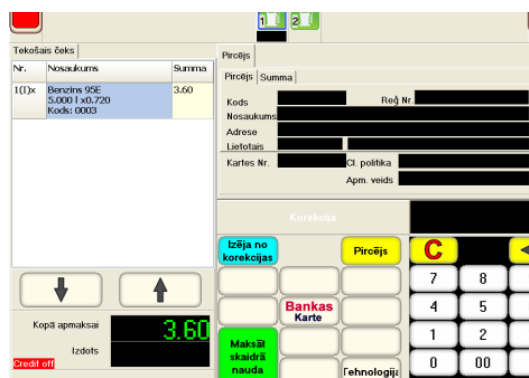 1 2
Tekošais čeks
Nr. Nosaukums Summa
1(I)x Benzins 95E 3.60
5.000 l x0.720
Kods: 0003
Pircējs
Pircējs Summa
Kods Reģ Nr
Nosaukums
Adrese
Lietotais
Kartes Nr. Cl. politika
Apm. veids
Korekcija
Izēja no
korekcijas
Pircējs
C
7 8
Bankas
Karte
4 5
1 2
0 00
Maksāt
skaidrā
nauda
Tehnoloģija
Kopā apmaksai 3.60
Izdots
Credit off